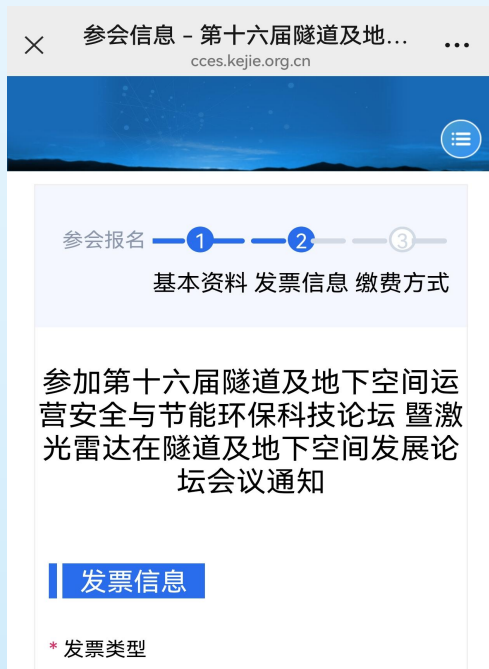 参会信息 – 第十六届隧道及地...
cces.kejie.org.cn
参会报名 1 2 3
基本资料 发票信息 缴费方式
参加第十六届隧道及地下空间运
营安全与节能环保科技论坛 暨激
光雷达在隧道及地下空间发展论
坛会议通知
发票信息
* 发票类型